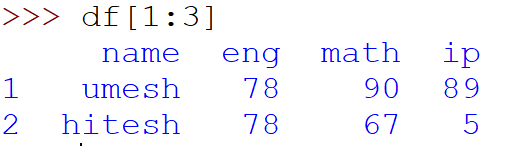 >>> df[1:3]
name eng math ip
1 umesh 78 90 89
2 hitesh 78 67 5